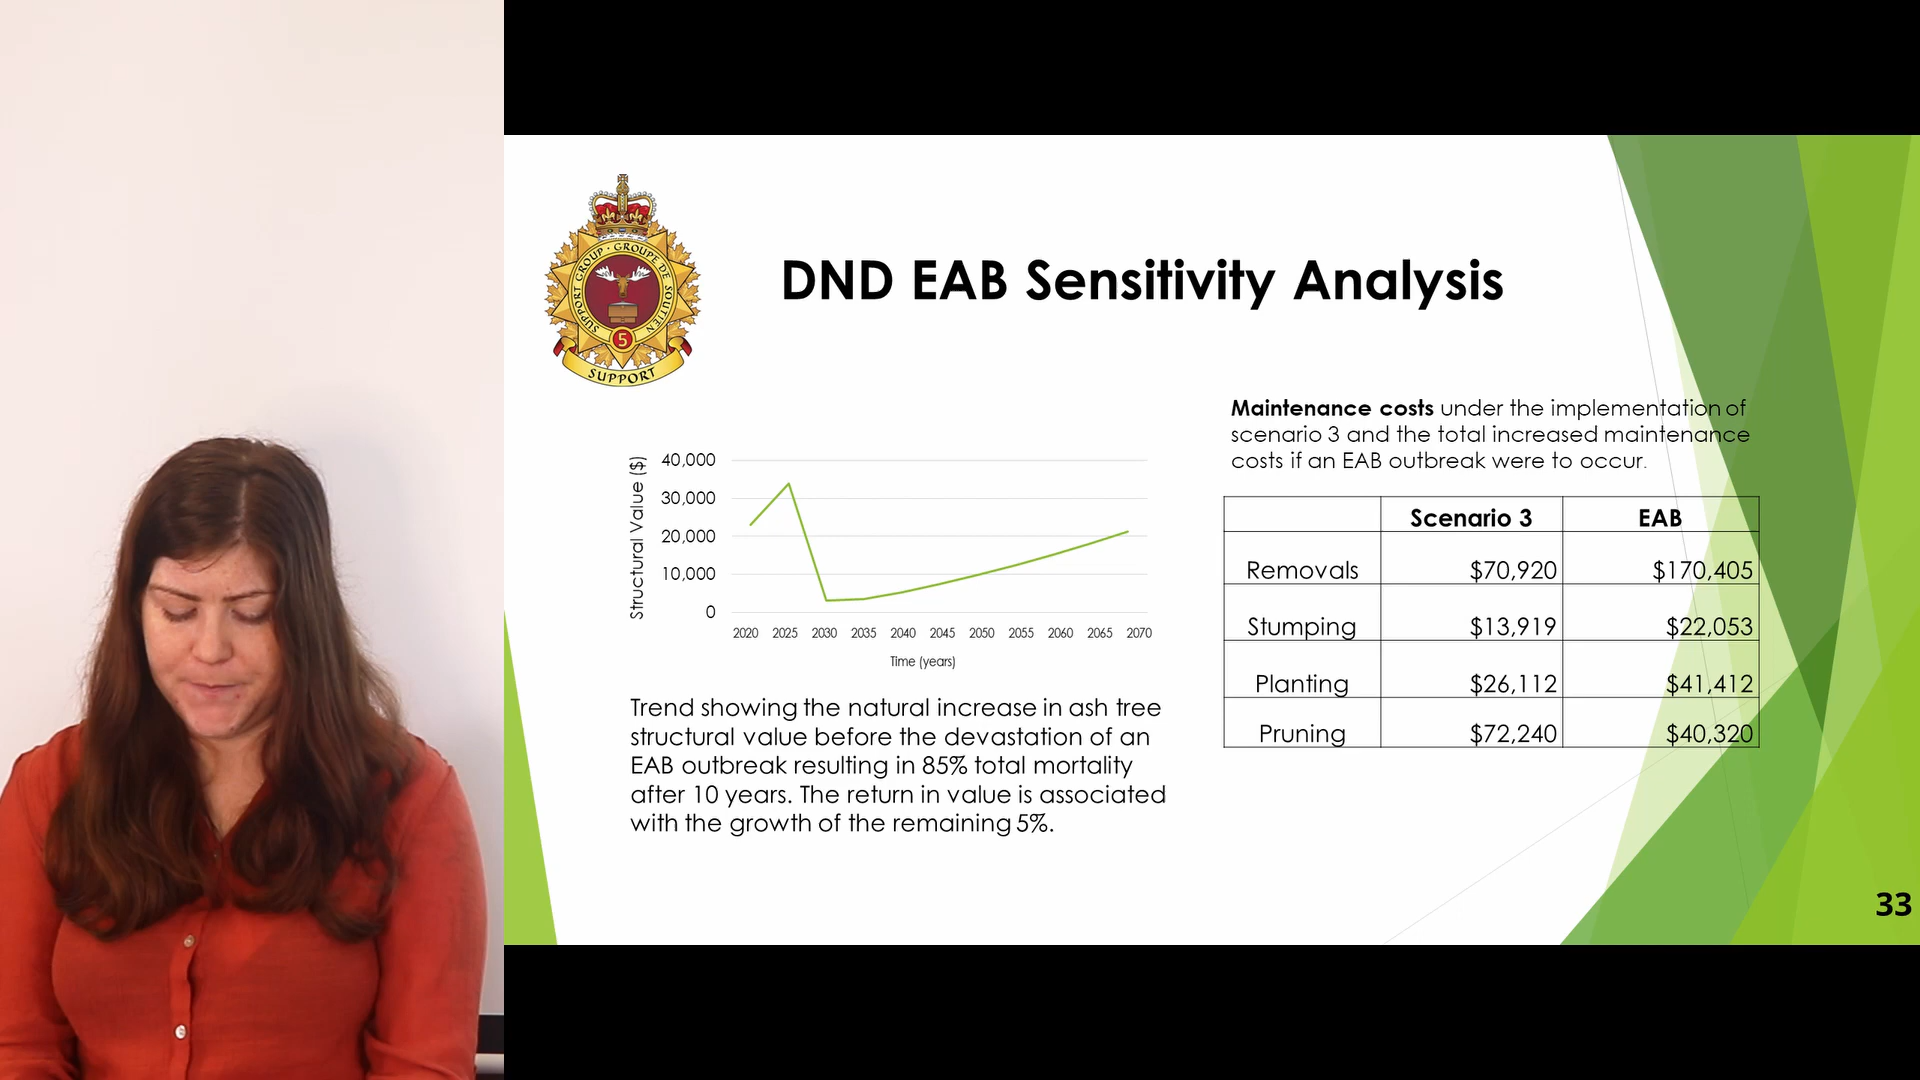 SUPPORT GROUP · GROUPE DE SOUTIEN
5
SUPPORT
DND EAB Sensitivity Analysis
Structural Value ($)
40,000
30,000
20,000
10,000
0
2020 2025 2030 2035 2040 2045 2050 2055 2060 2065 2070
Time (years)
Trend showing the natural increase in ash tree
structural value before the devastation of an
EAB outbreak resulting in 85% total mortality
after 10 years. The return in value is associated
with the growth of the remaining 5%.
Maintenance costs under the implementation of
scenario 3 and the total increased maintenance
costs if an EAB outbreak were to occur.
Scenario 3 EAB
Removals $70,920 $170,405
Stumping $13,919 $22,053
Planting $26,112 $41,412
Pruning $72,240 $40,320
33